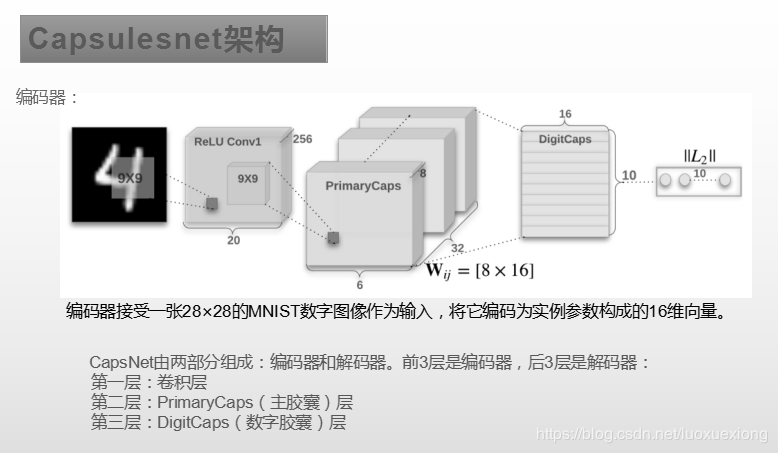 Capsulesnet架构
编码器：
16
ReLU Conv1
256
DigitCaps
9X9
9X9
PrimaryCaps
8
10
||L₂||
10
20
32
6
Wᵢⱼ = [8 × 16]
编码器接受一张28×28的MNIST数字图像作为输入，将它编码为实例参数构成的16维向量。
CapsNet由两部分组成：编码器和解码器。前3层是编码器，后3层是解码器：
第一层：卷积层
第二层：PrimaryCaps（主胶囊）层
第三层：DigitCaps（数字胶囊）层
https://blog.csdn.net/luoxuexiong